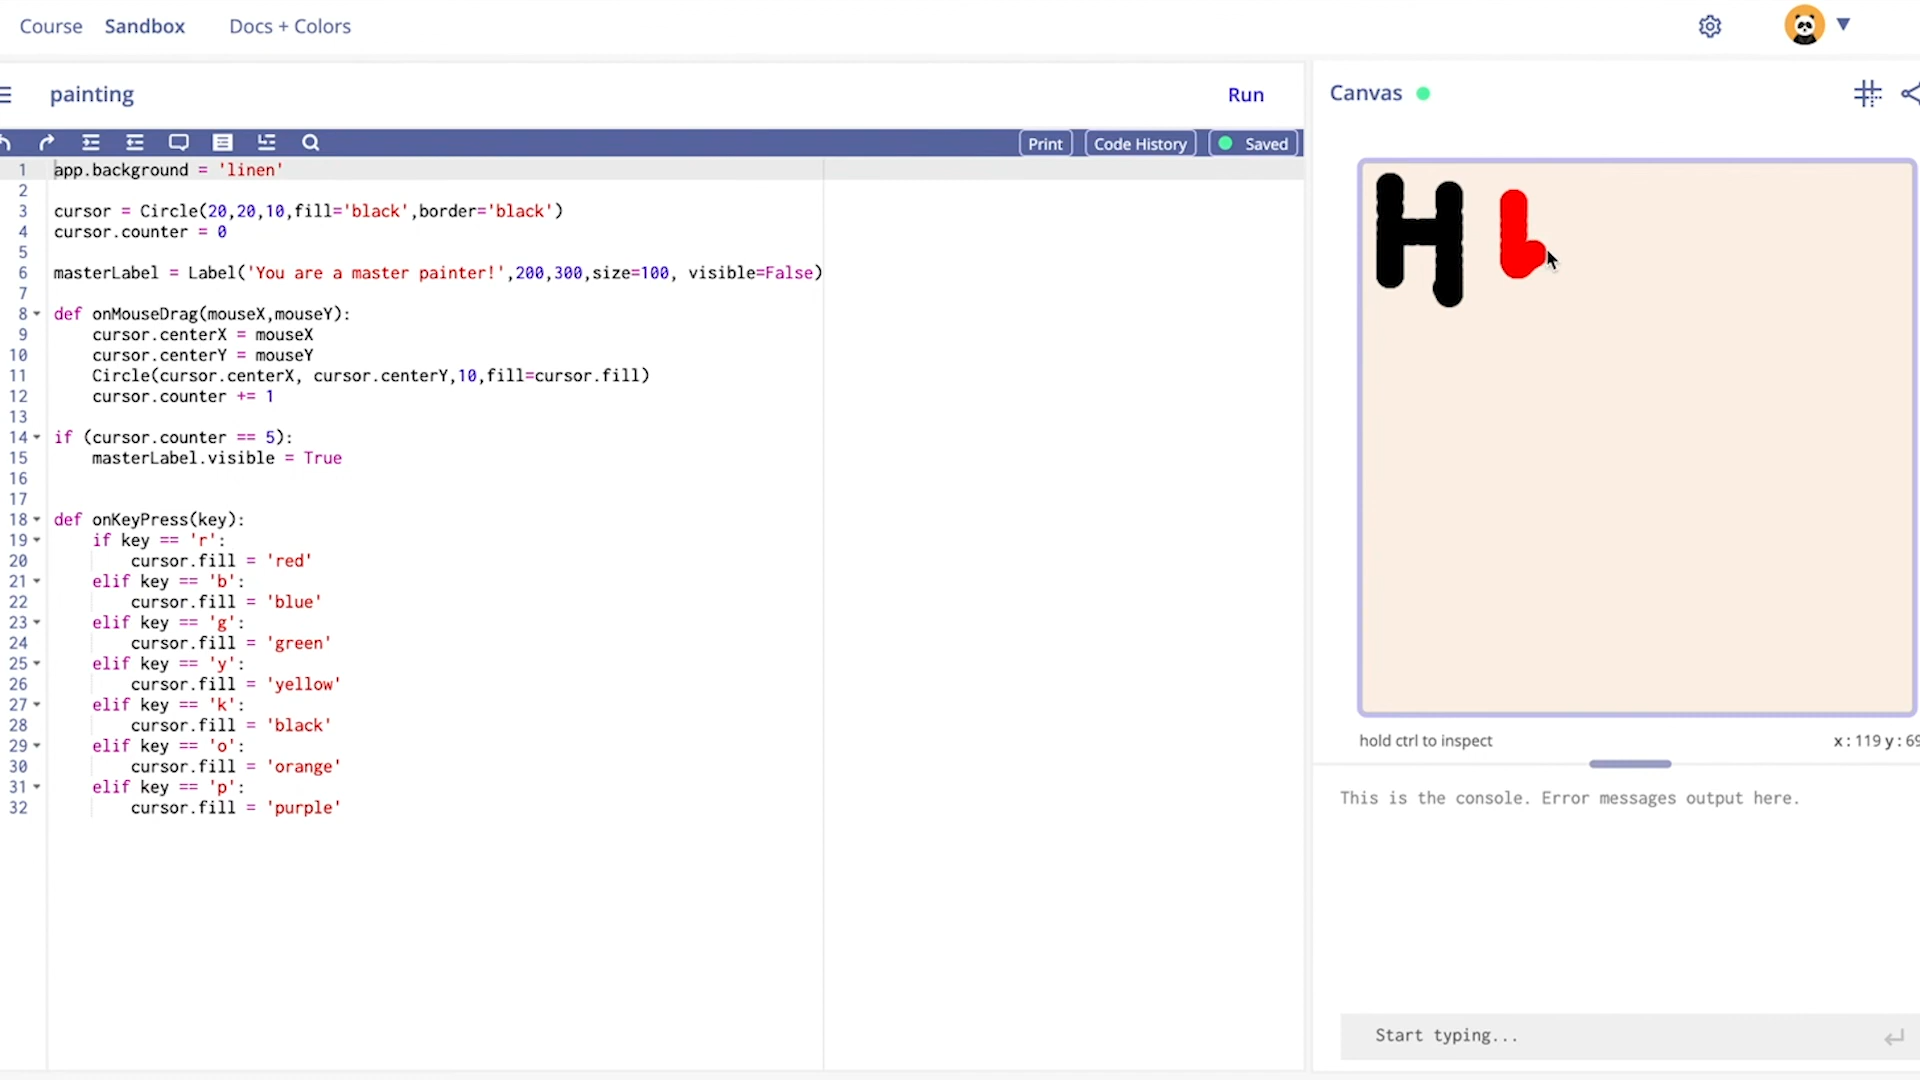 Course Sandbox Docs + Colors
painting Run
Print Code History Saved
1 app.background = 'linen'
2
3 cursor = Circle(20,20,10,fill='black',border='black')
4 cursor.counter = 0
5
6 masterLabel = Label('You are a master painter!',200,300,size=100, visible=False)
7
8 def onMouseDrag(mouseX,mouseY):
9 cursor.centerX = mouseX
10 cursor.centerY = mouseY
11 Circle(cursor.centerX, cursor.centerY,10,fill=cursor.fill)
12 cursor.counter += 1
13
14 if (cursor.counter == 5):
15 masterLabel.visible = True
16
17
18 def onKeyPress(key):
19 if key == 'r':
20 cursor.fill = 'red'
21 elif key == 'b':
22 cursor.fill = 'blue'
23 elif key == 'g':
24 cursor.fill = 'green'
25 elif key == 'y':
26 cursor.fill = 'yellow'
27 elif key == 'k':
28 cursor.fill = 'black'
29 elif key == 'o':
30 cursor.fill = 'orange'
31 elif key == 'p':
32 cursor.fill = 'purple'
Canvas
H L
hold ctrl to inspect x : 119 y : 69
This is the console. Error messages output here.
Start typing...